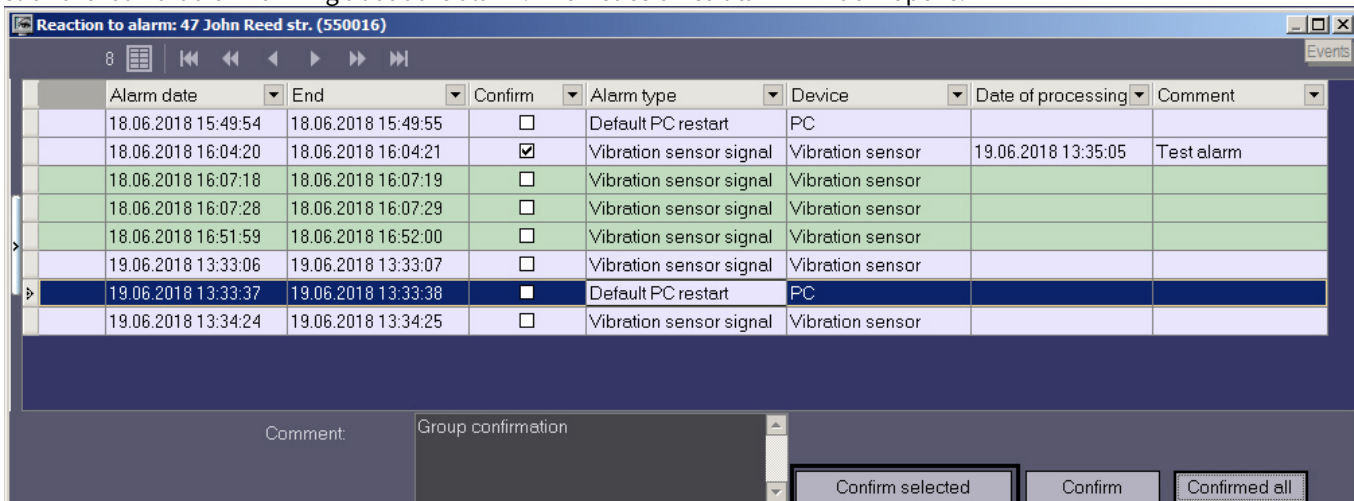 Reaction to alarm: 47 John Reed str. (550016)
8
Events
Alarm date End Confirm Alarm type Device Date of processing Comment
18.06.2018 15:49:54 18.06.2018 15:49:55 Default PC restart PC
18.06.2018 16:04:20 18.06.2018 16:04:21 Vibration sensor signal Vibration sensor 19.06.2018 13:35:05 Test alarm
18.06.2018 16:07:18 18.06.2018 16:07:19 Vibration sensor signal Vibration sensor
18.06.2018 16:07:28 18.06.2018 16:07:29 Vibration sensor signal Vibration sensor
18.06.2018 16:51:59 18.06.2018 16:52:00 Vibration sensor signal Vibration sensor
19.06.2018 13:33:06 19.06.2018 13:33:07 Vibration sensor signal Vibration sensor
19.06.2018 13:33:37 19.06.2018 13:33:38 Default PC restart PC
19.06.2018 13:34:24 19.06.2018 13:34:25 Vibration sensor signal Vibration sensor
Comment: Group confirmation
Confirm selected Confirm Confirmed all